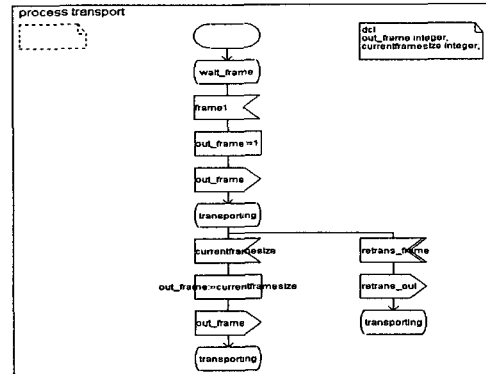 process transport
dcl
out_frame integer,
currentframesize integer,
wait_frame
frame1
out_frame:=1
out_frame
transporting
currentframesize
retrans_frame
out_frame:=currentframesize
retrans_out
out_frame
transporting
transporting